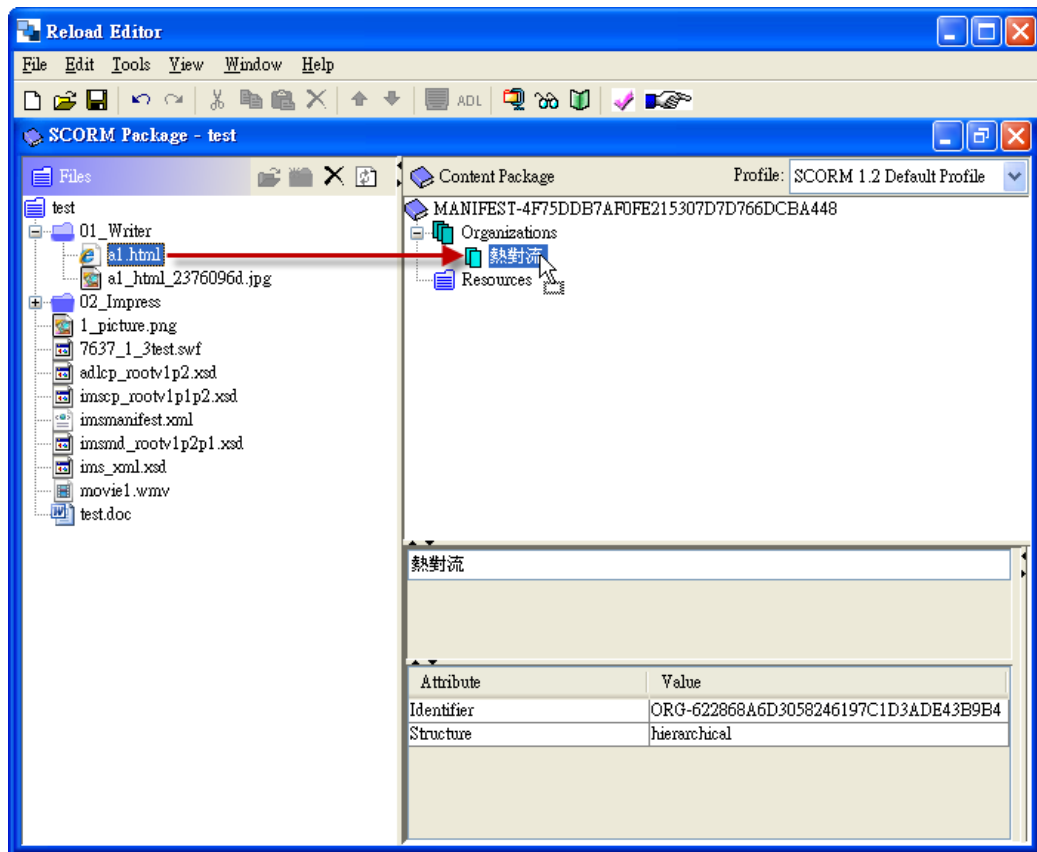 Reload Editor
File Edit Tools View Window Help
ADL
SCORM Package - test
Files
Content Package Profile: SCORM 1.2 Default Profile
test
01_Writer
a1.html
a1_html_2376096d.jpg
02_Impress
1_picture.png
7637_1_3test.swf
adlcp_rootv1p2.xsd
imscp_rootv1p1p2.xsd
imsmanifest.xml
imsmd_rootv1p2p1.xsd
ims_xml.xsd
movie1.wmv
test.doc
MANIFEST-4F75DDB7AF0FE215307D7D766DCBA448
Organizations
熱對流
Resources
熱對流
Attribute Value
Identifier ORG-622868A6D3058246197C1D3ADE43B9B4
Structure hierarchical